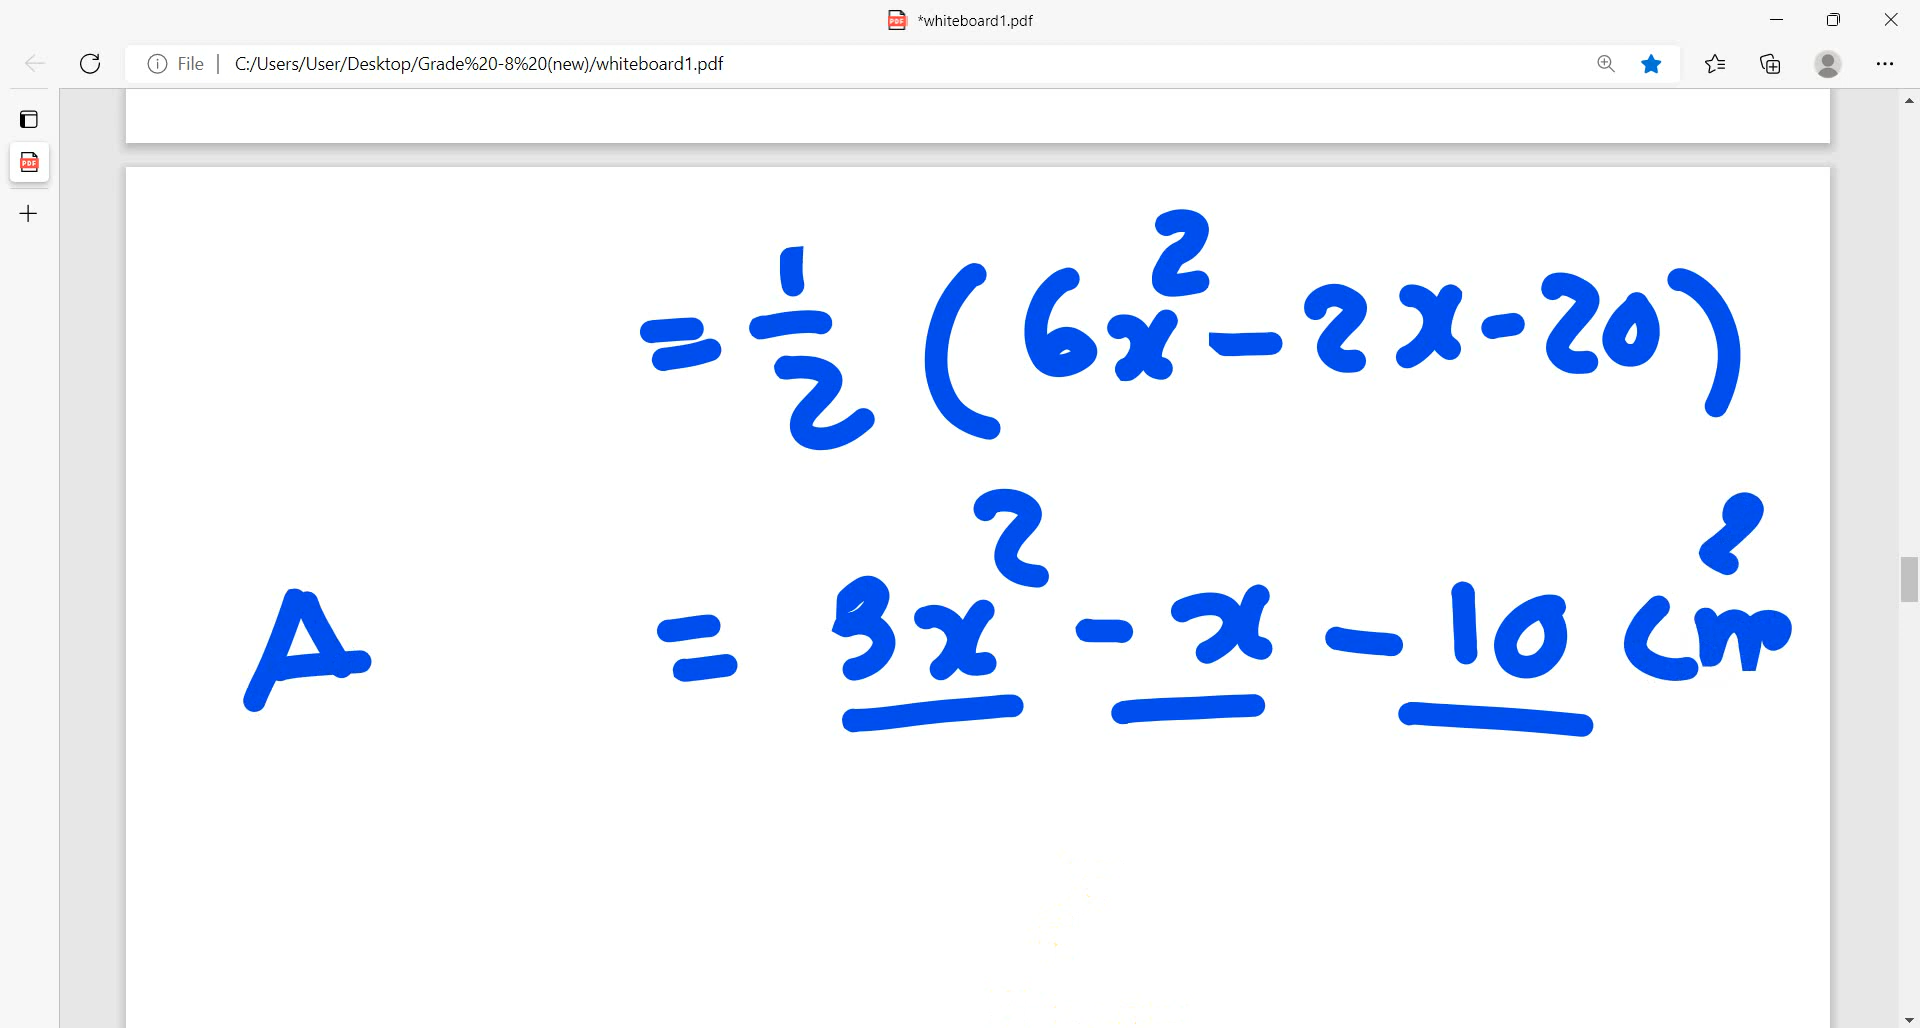 *whiteboard1.pdf
File | C:/Users/User/Desktop/Grade%20-8%20(new)/whiteboard1.pdf
= 1/2 (6x² - 2x - 20)
A = 3x² - x - 10 cm²